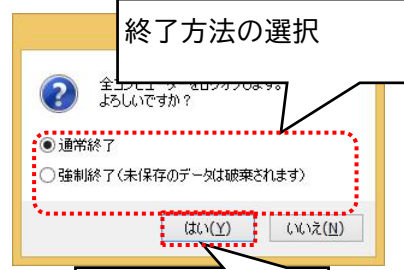 終了方法の選択
全コンピューターをログオフします。
よろしいですか？
通常終了
強制終了(未保存のデータは破棄されます)
はい(Y)
いいえ(N)